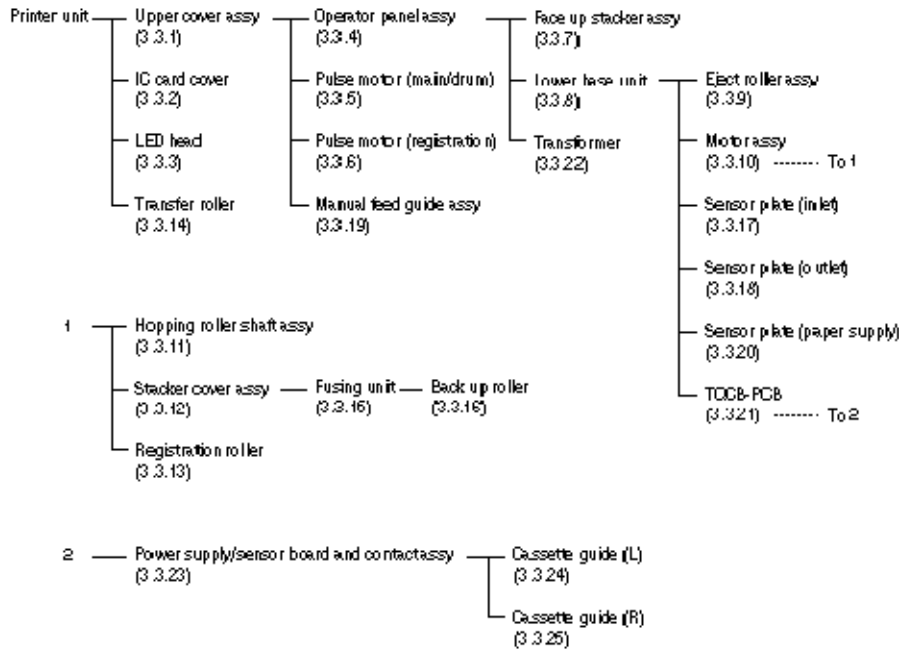 Printer unit
Upper cover assy
(3.3.1)
Operator panel assy
(3.3.4)
Face up stacker assy
(3.3.7)
IC card cover
(3.3.2)
Pulse motor (main/drum)
(3.3.5)
Lower base unit
(3.3.8)
Eject roller assy
(3.3.9)
LED head
(3.3.3)
Pulse motor (registration)
(3.3.6)
Transformer
(3.3.22)
Motor assy
(3.3.10) To 1
Transfer roller
(3.3.14)
Manual feed guide assy
(3.3.19)
Sensor plate (inlet)
(3.3.17)
Sensor plate (outlet)
(3.3.18)
Sensor plate (paper supply)
(3.3.20)
TOCB-PCB
(3.3.21) To 2
1
Hopping roller shaft assy
(3.3.11)
Stacker cover assy
(3.3.12)
Fusing unit
(3.3.15)
Back up roller
(3.3.16)
Registration roller
(3.3.13)
2
Power supply/sensor board and contact assy
(3.3.23)
Cassette guide (L)
(3.3.24)
Cassette guide (R)
(3.3.25)